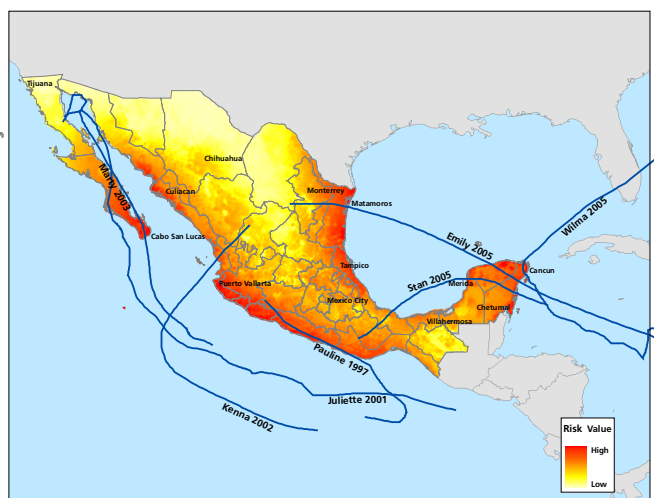 Tijuana
Chihuahua
Marty 2003
Culiacan
Monterrey
Matamoros
Wilma 2005
Cabo San Lucas
Emily 2005
Tampico
Cancun
Stan 2005
Merida
Puerto Vallarta
Mexico City
Chetumal
Villahermosa
Pauline 1997
Juliette 2001
Kenna 2002
Risk Value
High
Low